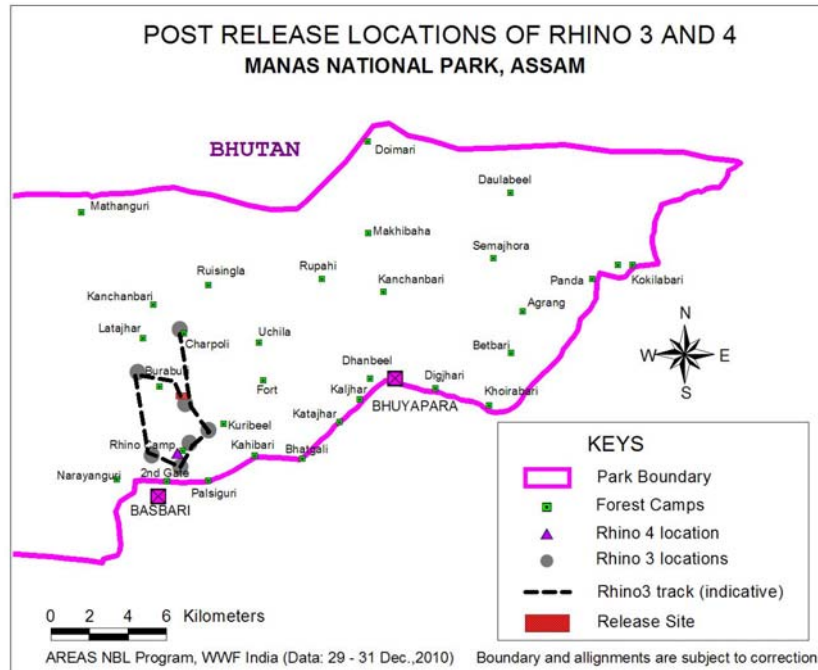 POST RELEASE LOCATIONS OF RHINO 3 AND 4
MANAS NATIONAL PARK, ASSAM
BHUTAN
Doimari
Daulabeel
Mathanguri
Makhibaha
Semajhora
Ruisingla
Rupahi
Kanchanbari
Panda
Kokilabari
Kanchanbari
Agrang
N
W E
S
Latajhar
Charpoli
Uchila
Betbari
Dhanbeel
Digjhari
Fort
Kaljhar
BHUYAPARA
Khoirabari
Katajhar
Kuribeel
Rhino Camp
Kahibari
Bhatgali
Narayanguri
2nd Gate
Palsiguri
BASBARI
KEYS
Park Boundary
Forest Camps
Rhino 4 location
Rhino 3 locations
Rhino3 track (indicative)
Release Site
0 2 4 6 Kilometers
AREAS NBL Program, WWF India (Data: 29 - 31 Dec.,2010) Boundary and allignments are subject to correction